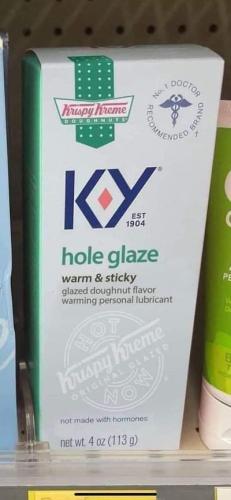 Krispy Kreme
DOUGHNUTS
No. 1 DOCTOR
RECOMMENDED BRAND
KY®
EST
1904
hole glaze
warm & sticky
glazed doughnut flavor
warming personal lubricant
HOT
Krispy Kreme
ORIGINAL GLAZED
NOW
not made with hormones
net wt. 4 oz (113 g)